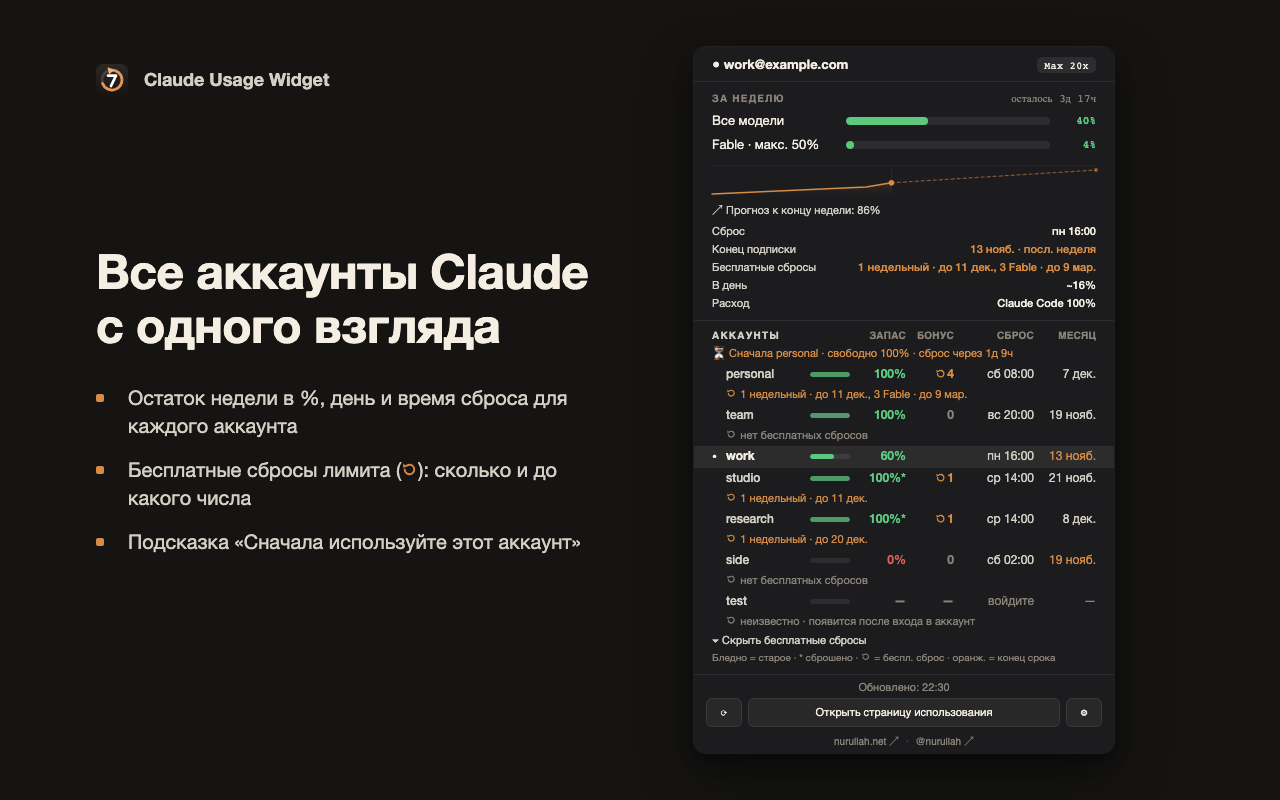 7 Claude Usage Widget
Все аккаунты Claude
с одного взгляда
Остаток недели в %, день и время сброса для
каждого аккаунта
Бесплатные сбросы лимита (↺): сколько и до
какого числа
Подсказка «Сначала используйте этот аккаунт»
• work@example.com Max 20x
ЗА НЕДЕЛЮ осталось 3д 17ч
Все модели 40%
Fable · макс. 50% 4%
↗ Прогноз к концу недели: 86%
Сброс пн 16:00
Конец подписки 13 нояб. · посл. неделя
Бесплатные сбросы 1 недельный · до 11 дек., 3 Fable · до 9 мар.
В день ~16%
Расход Claude Code 100%
АККАУНТЫ ЗАПАС БОНУС СБРОС МЕСЯЦ
⏳ Сначала personal · свободно 100% · сброс через 1д 9ч
personal 100% ↺4 сб 08:00 7 дек.
↺ 1 недельный · до 11 дек., 3 Fable · до 9 мар.
team 100% 0 вс 20:00 19 нояб.
↺ нет бесплатных сбросов
• work 60% пн 16:00 13 нояб.
studio 100%* ↺1 ср 14:00 21 нояб.
↺ 1 недельный · до 11 дек.
research 100%* ↺1 ср 14:00 8 дек.
↺ 1 недельный · до 20 дек.
side 0% 0 сб 02:00 19 нояб.
↺ нет бесплатных сбросов
test — — войдите —
↺ неизвестно · появится после входа в аккаунт
▾ Скрыть бесплатные сбросы
Бледно = старое · * сброшено · ↺ = беспл. сброс · оранж. = конец срока
Обновлено: 22:30
⟳ Открыть страницу использования ⚙
nurullah.net ↗ · @nurullah ↗